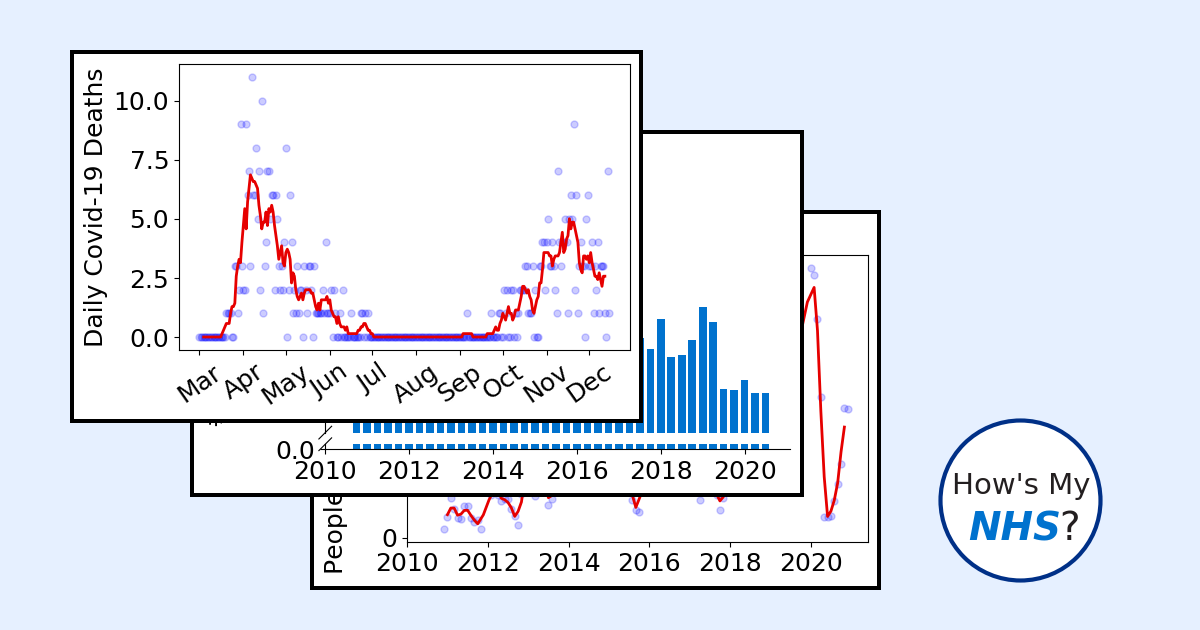 Daily Covid-19 Deaths
10.0
7.5
5.0
2.5
0.0
Mar Apr May Jun Jul Aug Sep Oct Nov Dec
0.0
2010 2012 2014 2016 2018 2020
People
0
2010 2012 2014 2016 2018 2020
How's My
NHS?